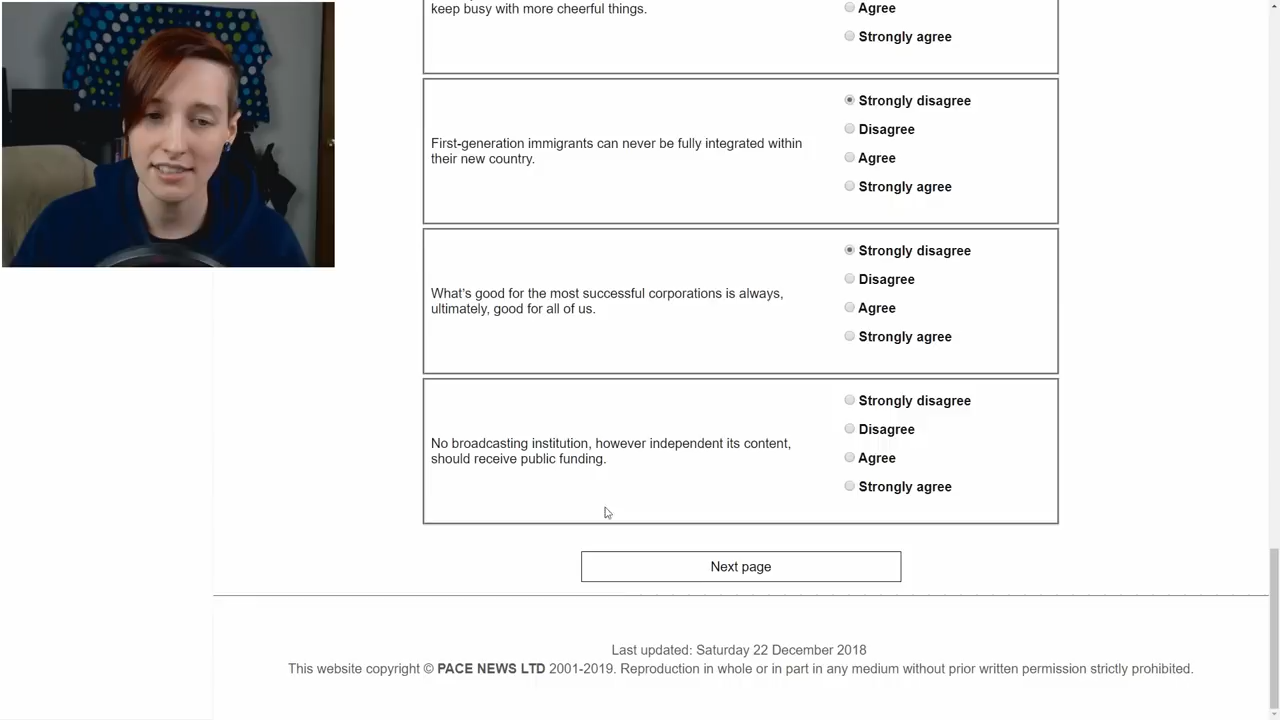 keep busy with more cheerful things.
Agree
Strongly agree
Strongly disagree
Disagree
First-generation immigrants can never be fully integrated within
their new country.
Agree
Strongly agree
Strongly disagree
Disagree
What's good for the most successful corporations is always,
ultimately, good for all of us.
Agree
Strongly agree
Strongly disagree
Disagree
No broadcasting institution, however independent its content,
should receive public funding.
Agree
Strongly agree
Next page
Last updated: Saturday 22 December 2018
This website copyright © PACE NEWS LTD 2001-2019. Reproduction in whole or in part in any medium without prior written permission strictly prohibited.